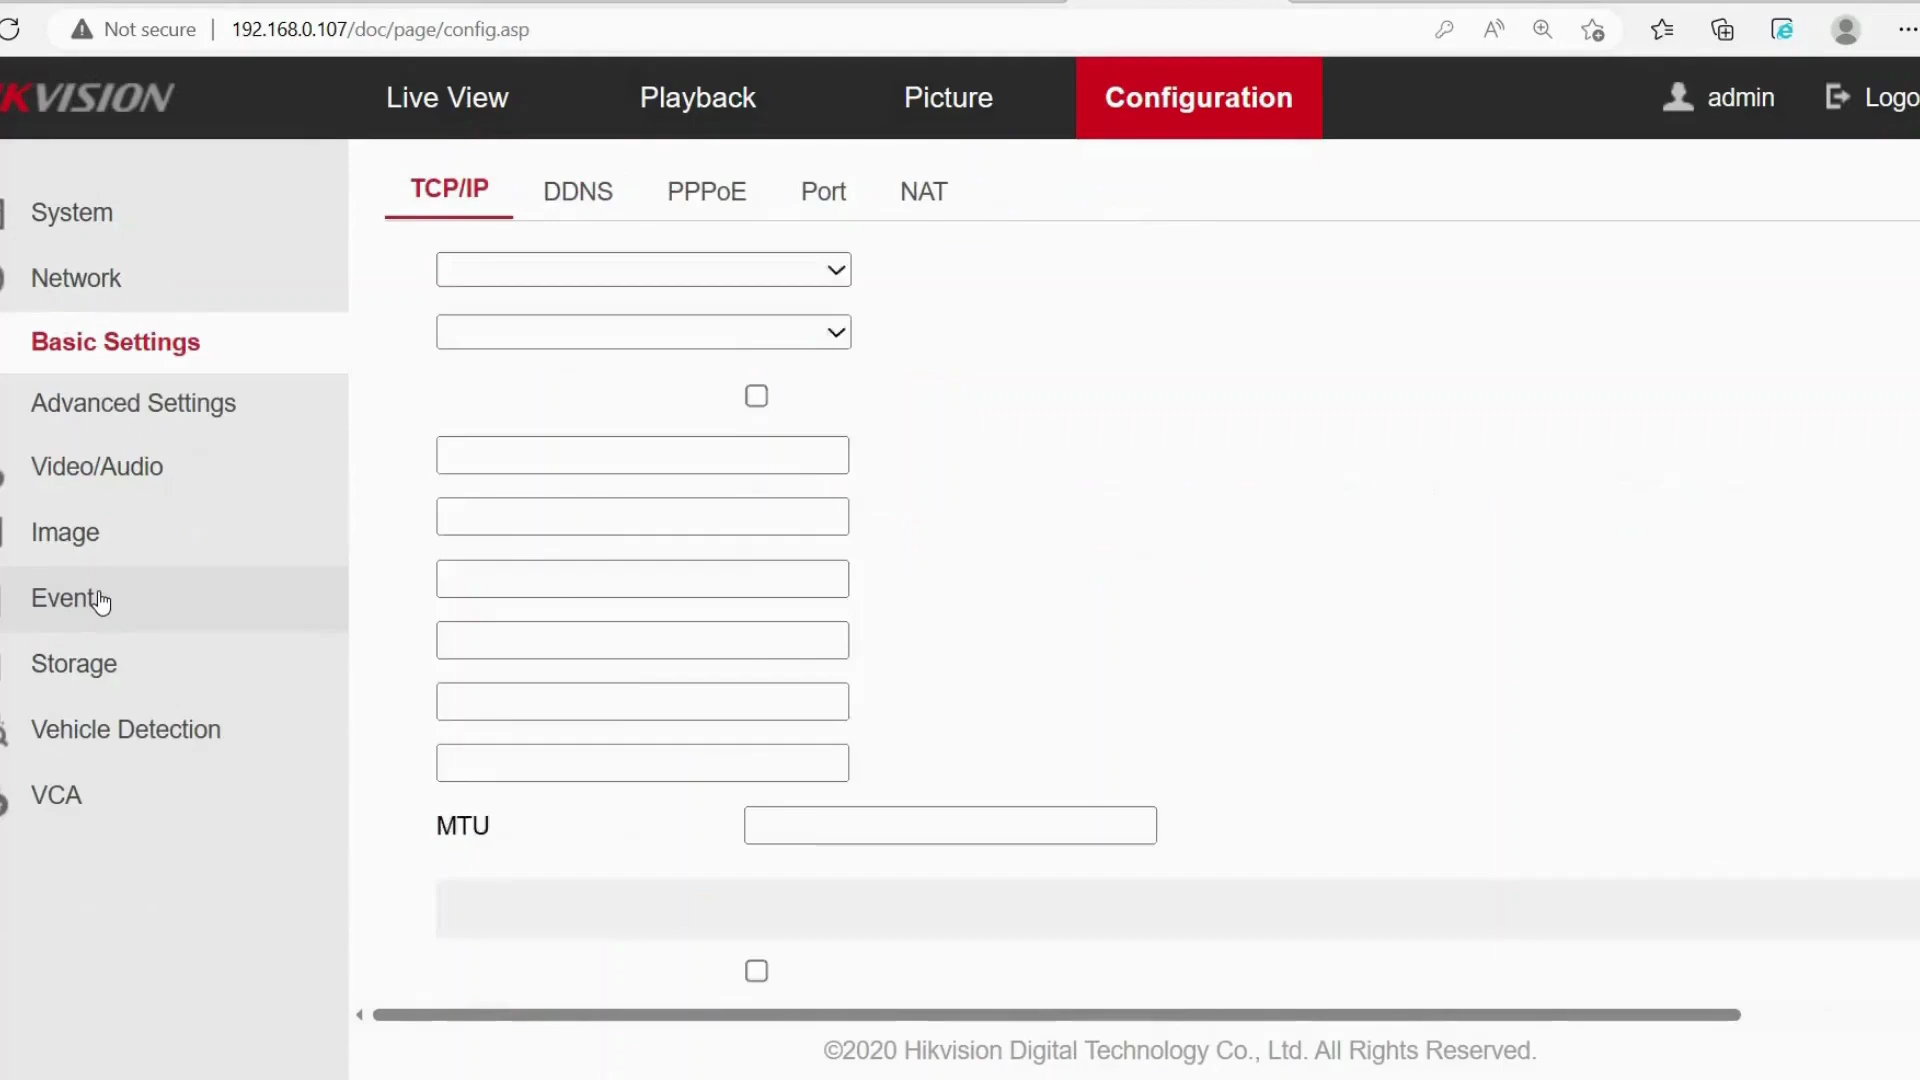 Not secure
192.168.0.107/doc/page/config.asp
KVISION
Live View
Playback
Picture
Configuration
admin
Logo
TCP/IP
DDNS
PPPoE
Port
NAT
System
Network
Basic Settings
Advanced Settings
Video/Audio
Image
Event
Storage
Vehicle Detection
VCA
MTU
©2020 Hikvision Digital Technology Co., Ltd. All Rights Reserved.